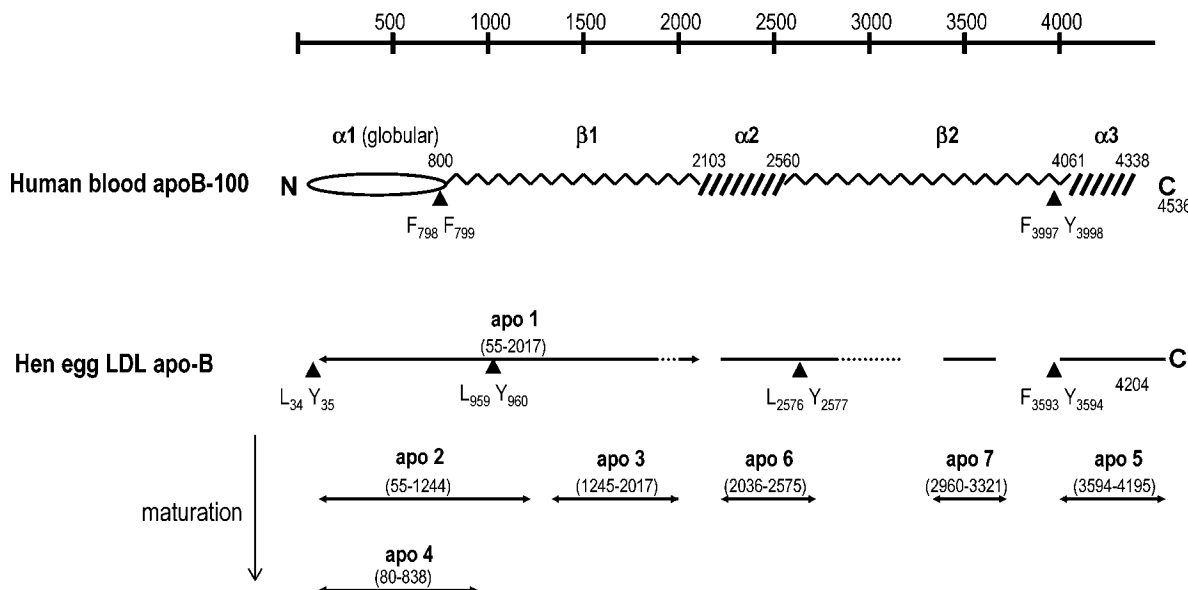 500 1000 1500 2000 2500 3000 3500 4000
α1 (globular) β1 α2 β2 α3
800 2103 2560 4061 4338
Human blood apoB-100 N C
4536
F798 F799 F3997 Y3998
apo 1
(55-2017)
Hen egg LDL apo-B C
L34 Y35 L959 Y960 L2576 Y2577 F3593 Y3594 4204
apo 2 apo 3 apo 6 apo 7 apo 5
(55-1244) (1245-2017) (2036-2575) (2960-3321) (3594-4195)
maturation
apo 4
(80-838)